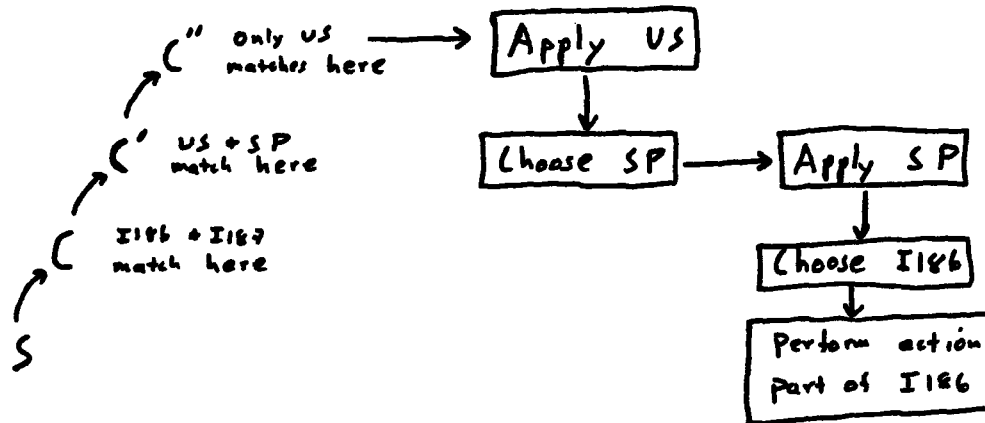 C" Only US
matches here
Apply US
C' US + SP
match here
Choose SP
Apply SP
C I186 + I187
match here
Choose I186
S
Perform action
part of I186